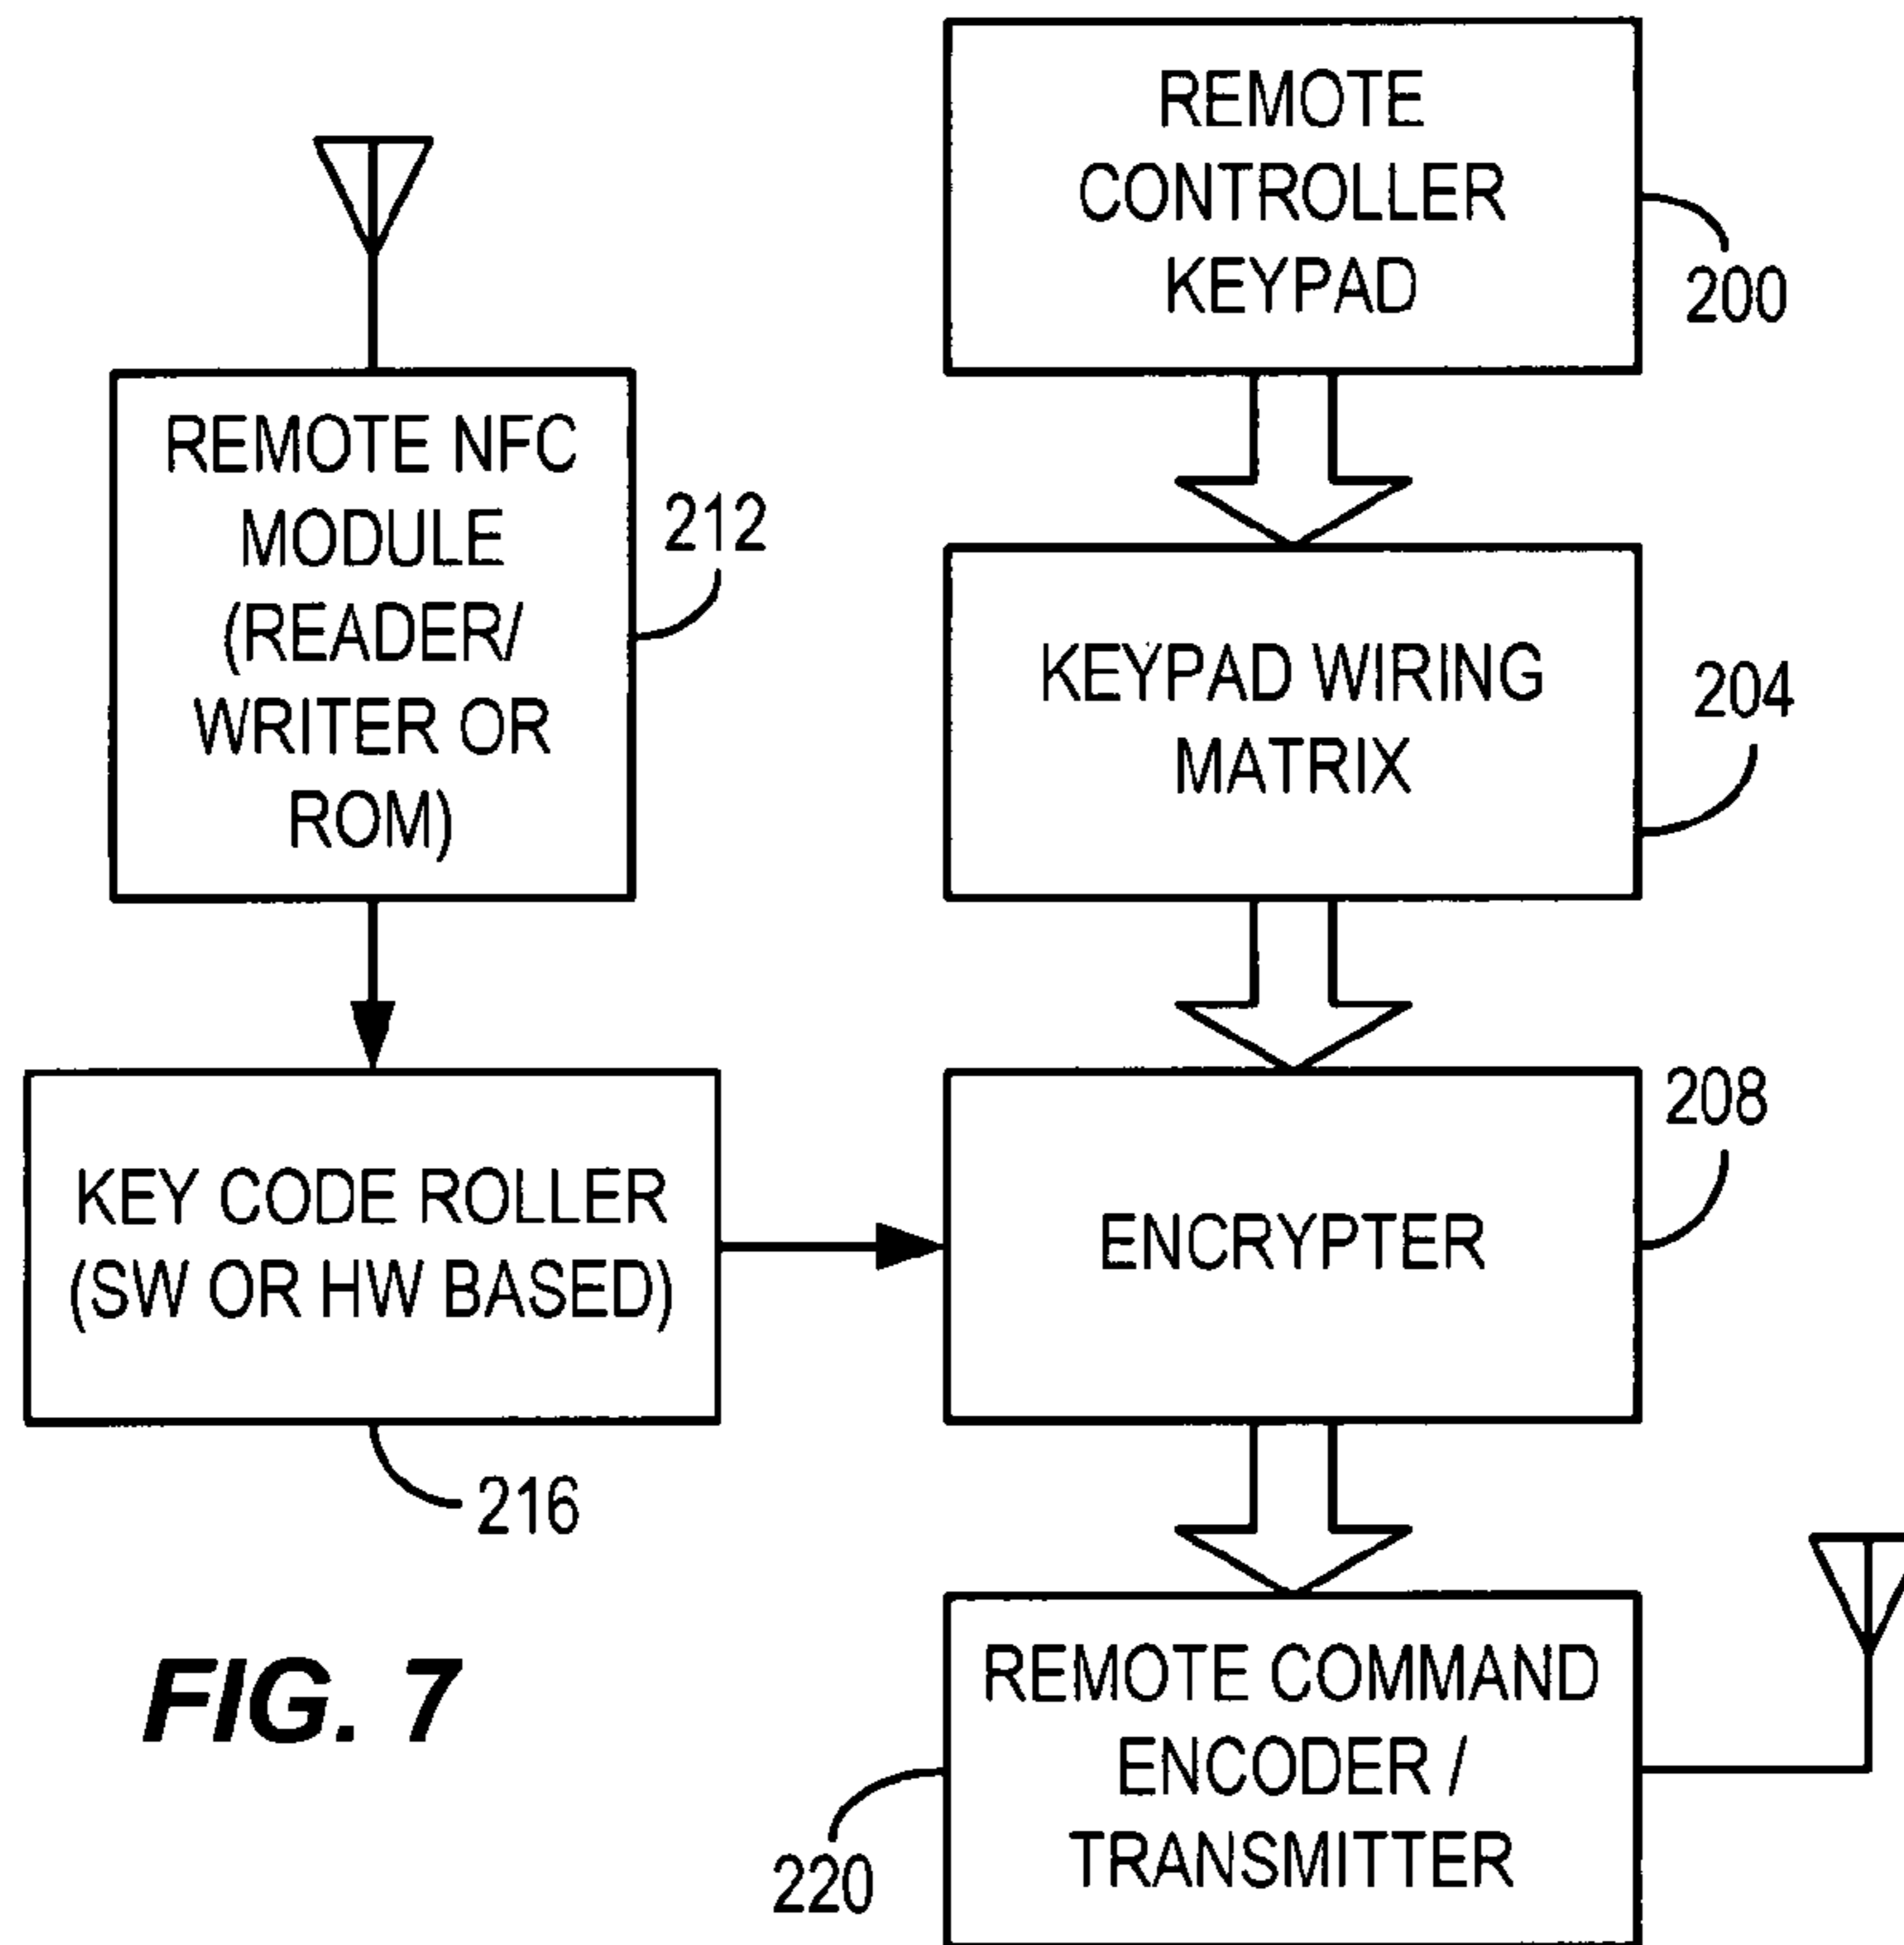 REMOTE
CONTROLLER
KEYPAD
200
REMOTE NFC
MODULE
(READER/
WRITER OR
ROM)
212
KEYPAD WIRING
MATRIX
204
KEY CODE ROLLER
(SW OR HW BASED)
216
ENCRYPTER
208
REMOTE COMMAND
ENCODER /
TRANSMITTER
220
FIG. 7